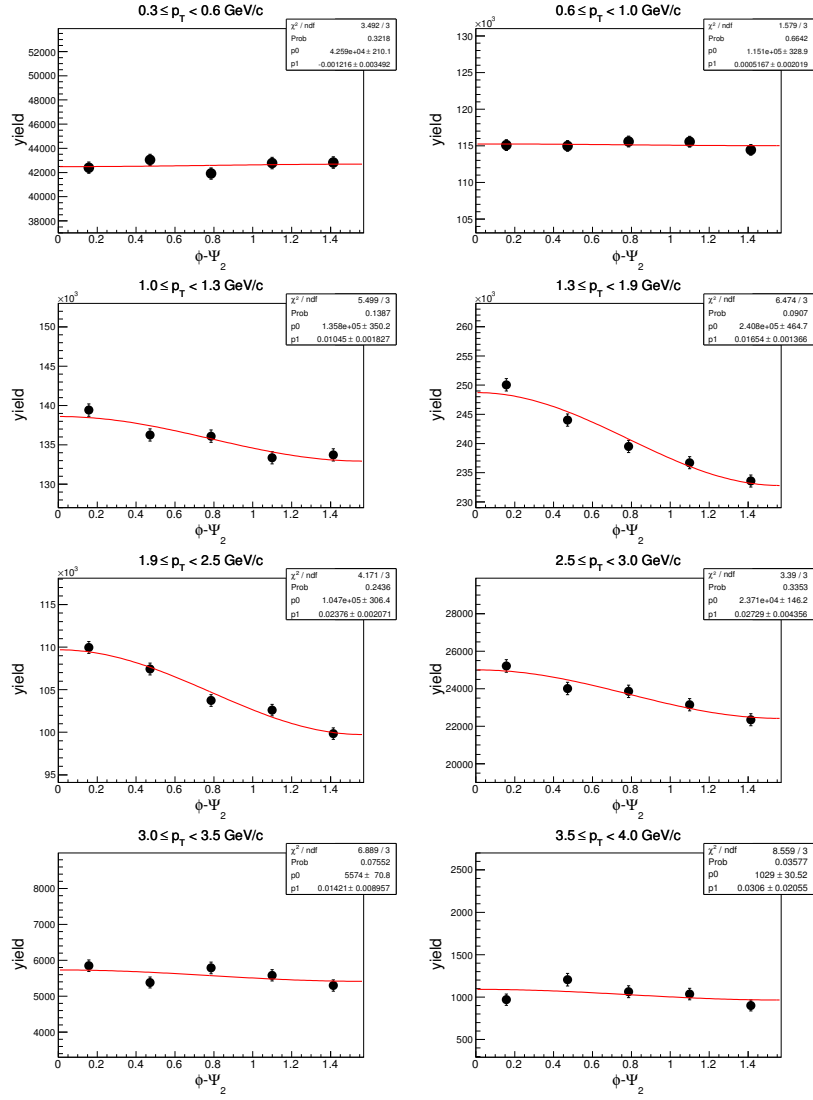 0.3 ≤ p_T < 0.6 GeV/c
χ² / ndf 3.492 / 3
Prob 0.3218
p0 4.259e+04 ± 210.1
p1 -0.001216 ± 0.003492
yield
52000
50000
48000
46000
44000
42000
40000
38000
0 0.2 0.4 0.6 0.8 1 1.2 1.4
ϕ-Ψ_2
0.6 ≤ p_T < 1.0 GeV/c
×10³
χ² / ndf 1.579 / 3
Prob 0.6642
p0 1.151e+05 ± 328.9
p1 0.0005167 ± 0.002019
yield
130
125
120
115
110
105
0 0.2 0.4 0.6 0.8 1 1.2 1.4
ϕ-Ψ_2
1.0 ≤ p_T < 1.3 GeV/c
×10³
χ² / ndf 5.499 / 3
Prob 0.1387
p0 1.358e+05 ± 350.2
p1 0.01045 ± 0.001827
yield
150
145
140
135
130
0 0.2 0.4 0.6 0.8 1 1.2 1.4
ϕ-Ψ_2
1.3 ≤ p_T < 1.9 GeV/c
×10³
χ² / ndf 6.474 / 3
Prob 0.0907
p0 2.408e+05 ± 464.7
p1 0.01654 ± 0.001366
yield
260
255
250
245
240
235
230
0 0.2 0.4 0.6 0.8 1 1.2 1.4
ϕ-Ψ_2
1.9 ≤ p_T < 2.5 GeV/c
×10³
χ² / ndf 4.171 / 3
Prob 0.2436
p0 1.047e+05 ± 306.4
p1 0.02376 ± 0.002071
yield
115
110
105
100
95
0 0.2 0.4 0.6 0.8 1 1.2 1.4
ϕ-Ψ_2
2.5 ≤ p_T < 3.0 GeV/c
χ² / ndf 3.39 / 3
Prob 0.3353
p0 2.371e+04 ± 146.2
p1 0.02729 ± 0.004356
yield
28000
26000
24000
22000
20000
0 0.2 0.4 0.6 0.8 1 1.2 1.4
ϕ-Ψ_2
3.0 ≤ p_T < 3.5 GeV/c
χ² / ndf 6.889 / 3
Prob 0.07552
p0 5574 ± 70.8
p1 0.01421 ± 0.008957
yield
8000
7000
6000
5000
4000
0 0.2 0.4 0.6 0.8 1 1.2 1.4
ϕ-Ψ_2
3.5 ≤ p_T < 4.0 GeV/c
χ² / ndf 8.559 / 3
Prob 0.03577
p0 1029 ± 30.52
p1 0.0306 ± 0.02055
yield
2500
2000
1500
1000
500
0 0.2 0.4 0.6 0.8 1 1.2 1.4
ϕ-Ψ_2